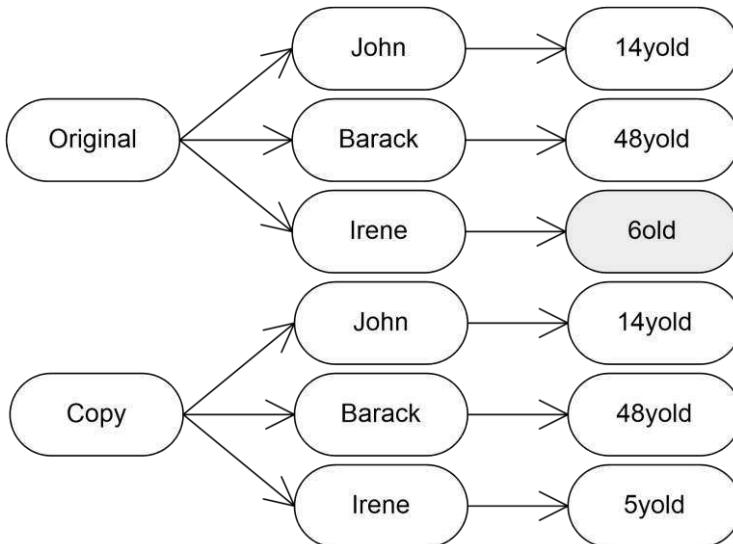 John
14yold
Original
Barack
48yold
Irene
6old
John
14yold
Copy
Barack
48yold
Irene
5yold